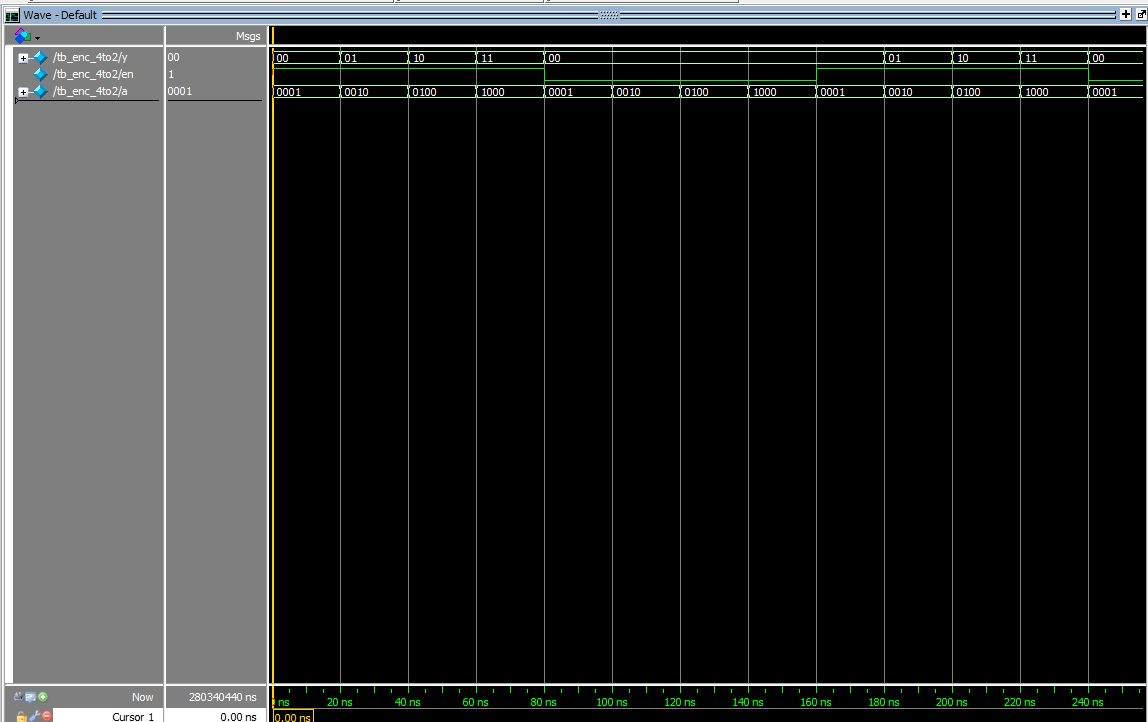 Wave - Default
Msgs
/tb_enc_4to2/y 00 00 01 10 11 00 01 10 11 00
/tb_enc_4to2/en 1
/tb_enc_4to2/a 0001 0001 0010 0100 1000 0001 0010 0100 1000 0001 0010 0100 1000 0001
Now 280340440 ns ns 20 ns 40 ns 60 ns 80 ns 100 ns 120 ns 140 ns 160 ns 180 ns 200 ns 220 ns 240 ns
Cursor 1 0.00 ns 0.00 ns